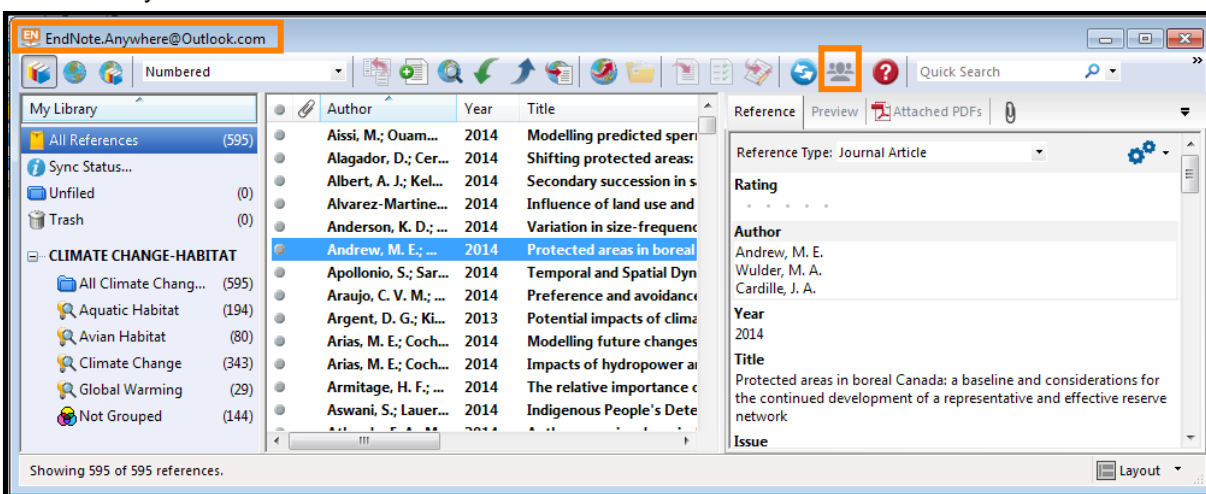 EN EndNote.Anywhere@Outlook.com
Numbered
Quick Search
My Library
All References (595)
Sync Status...
Unfiled (0)
Trash (0)
CLIMATE CHANGE-HABITAT
All Climate Chang... (595)
Aquatic Habitat (194)
Avian Habitat (80)
Climate Change (343)
Global Warming (29)
Not Grouped (144)
Author Year Title
Aissi, M.; Ouam... 2014 Modelling predicted
Alagador, D.; Cer... 2014 Shifting protected areas:
Albert, A. J.; Kel... 2014 Secondary succession in
Alvarez-Martine... 2014 Influence of land use and
Anderson, K. D.; ... 2014 Variation in
Andrew, M. E.; ... 2014 Protected areas in boreal
Apollonio, S.; Sar... 2014 Temporal and Spatial
Araujo, C. V. M.; ... 2014 Preference and avoidance
Argent, D. G.; Ki... 2013 Potential impacts of
Arias, M. E.; Coch... 2014 Modelling future changes
Arias, M. E.; Coch... 2014 Impacts of hydropower
Armitage, H. F.; ... 2014 The relative importance
Aswani, S.; Lauer... 2014 Indigenous People's
Reference Preview Attached PDFs
Reference Type: Journal Article
Rating
Author
Andrew, M. E.
Wulder, M. A.
Cardille, J. A.
Year
2014
Title
Protected areas in boreal Canada: a baseline and considerations for
the continued development of a representative and effective reserve
network
Issue
Showing 595 of 595 references.
Layout